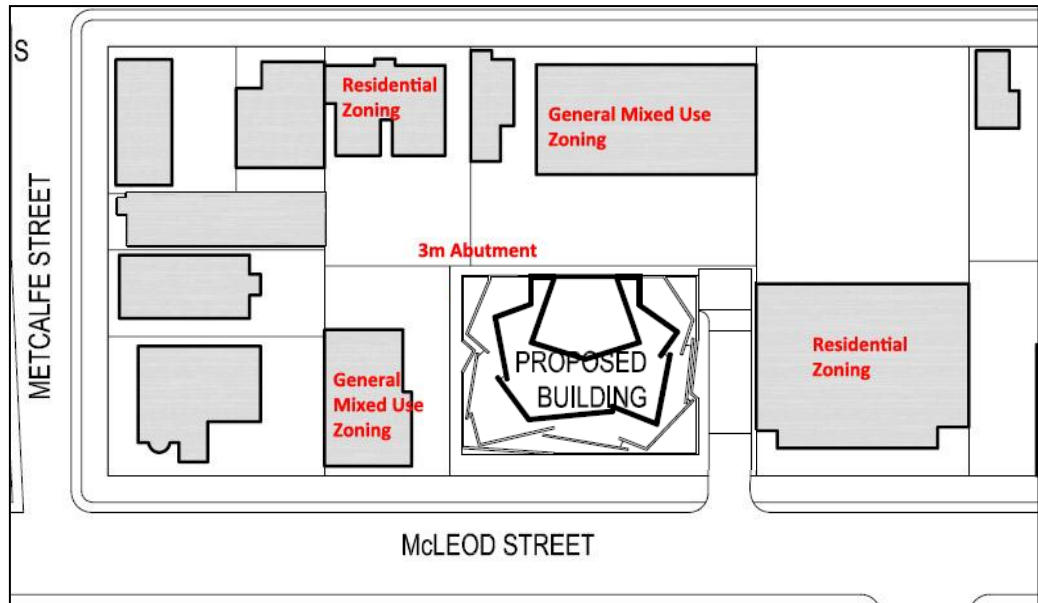 S
METCALFE STREET
Residential
Zoning
General Mixed Use
Zoning
3m Abutment
PROPOSED
BUILDING
General
Mixed Use
Zoning
Residential
Zoning
McLEOD STREET